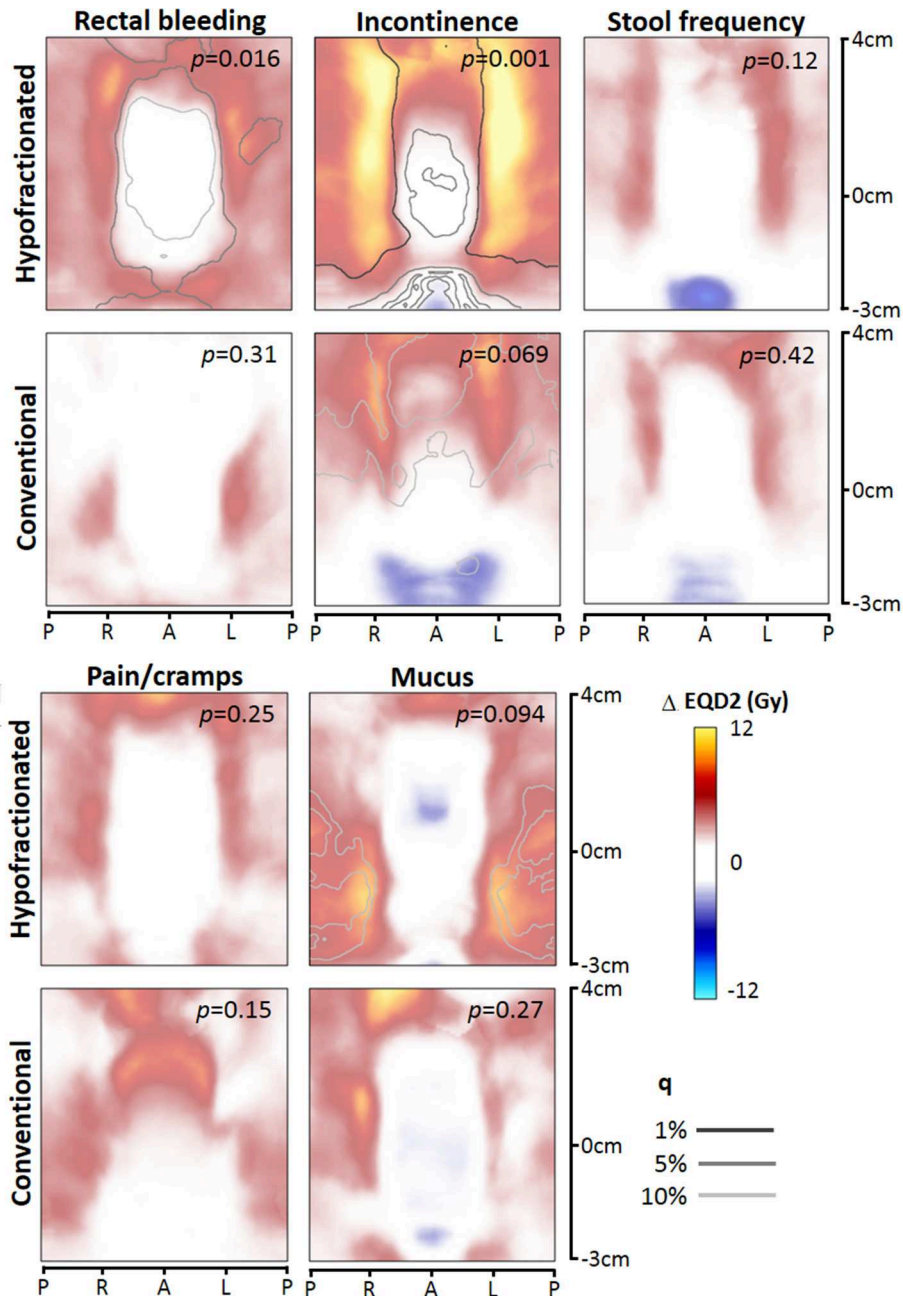 Rectal bleeding Incontinence Stool frequency
Hypofractionated
p=0.016 p=0.001 p=0.12
4cm
0cm
-3cm
Conventional
p=0.31 p=0.069 p=0.42
4cm
0cm
-3cm
P R A L P P R A L P P R A L P
Pain/cramps Mucus
Hypofractionated
p=0.25 p=0.094
4cm
0cm
-3cm
Δ EQD2 (Gy)
12
0
-12
Conventional
p=0.15 p=0.27
4cm
0cm
-3cm
q
1%
5%
10%
P R A L P P R A L P